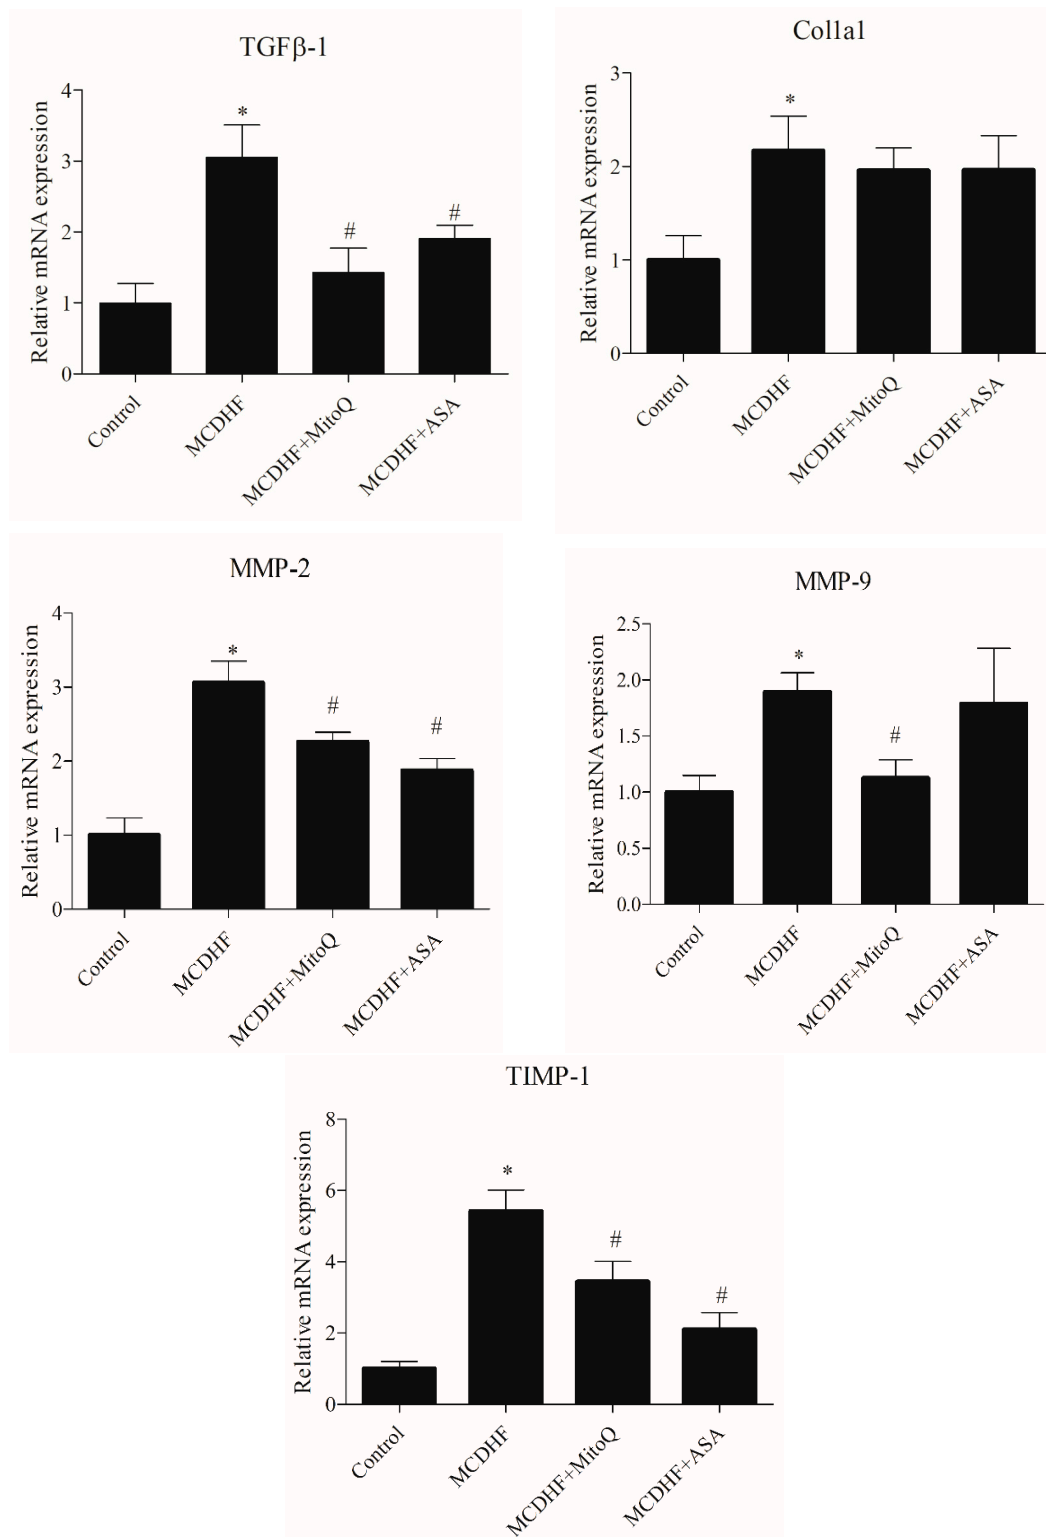 TGFβ-1
Relative mRNA expression
4
3
2
1
0
*
#
#
Control
MCDHF
MCDHF+MitoQ
MCDHF+ASA
Col1a1
Relative mRNA expression
3
2
1
0
*
Control
MCDHF
MCDHF+MitoQ
MCDHF+ASA
MMP-2
Relative mRNA expression
4
3
2
1
0
*
#
#
Control
MCDHF
MCDHF+MitoQ
MCDHF+ASA
MMP-9
Relative mRNA expression
2.5
2.0
1.5
1.0
0.5
0.0
*
#
Control
MCDHF
MCDHF+MitoQ
MCDHF+ASA
TIMP-1
Relative mRNA expression
8
6
4
2
0
*
#
#
Control
MCDHF
MCDHF+MitoQ
MCDHF+ASA